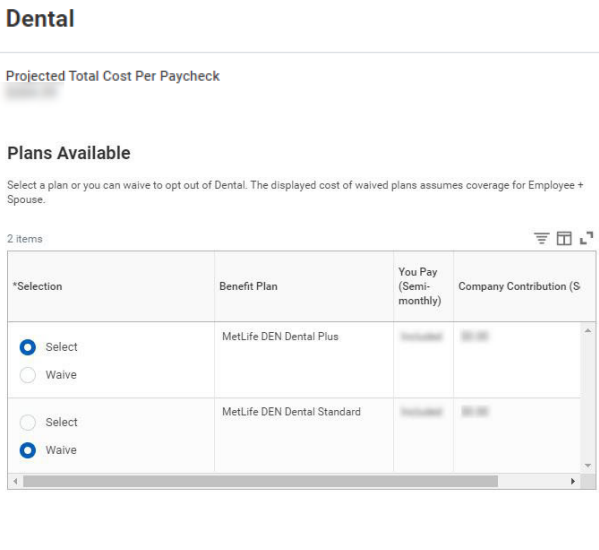 Dental
Projected Total Cost Per Paycheck
Plans Available
Select a plan or you can waive to opt out of Dental. The displayed cost of waived plans assumes coverage for Employee +
Spouse.
2 items
*Selection
Benefit Plan
You Pay
(Semi-
monthly)
Company Contribution (S
Select
Waive
MetLife DEN Dental Plus
Select
Waive
MetLife DEN Dental Standard